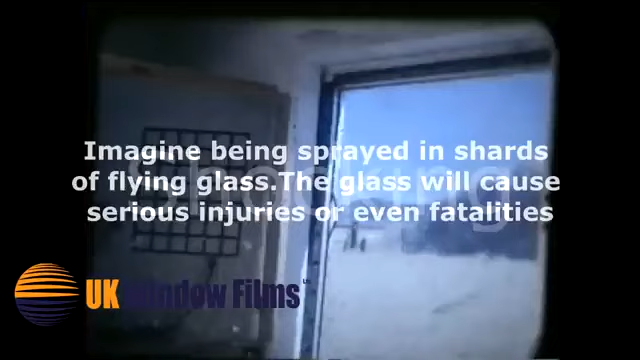 Imagine being sprayed in shards
of flying glass.The glass will cause
serious injuries or even fatalities
UK Window Films